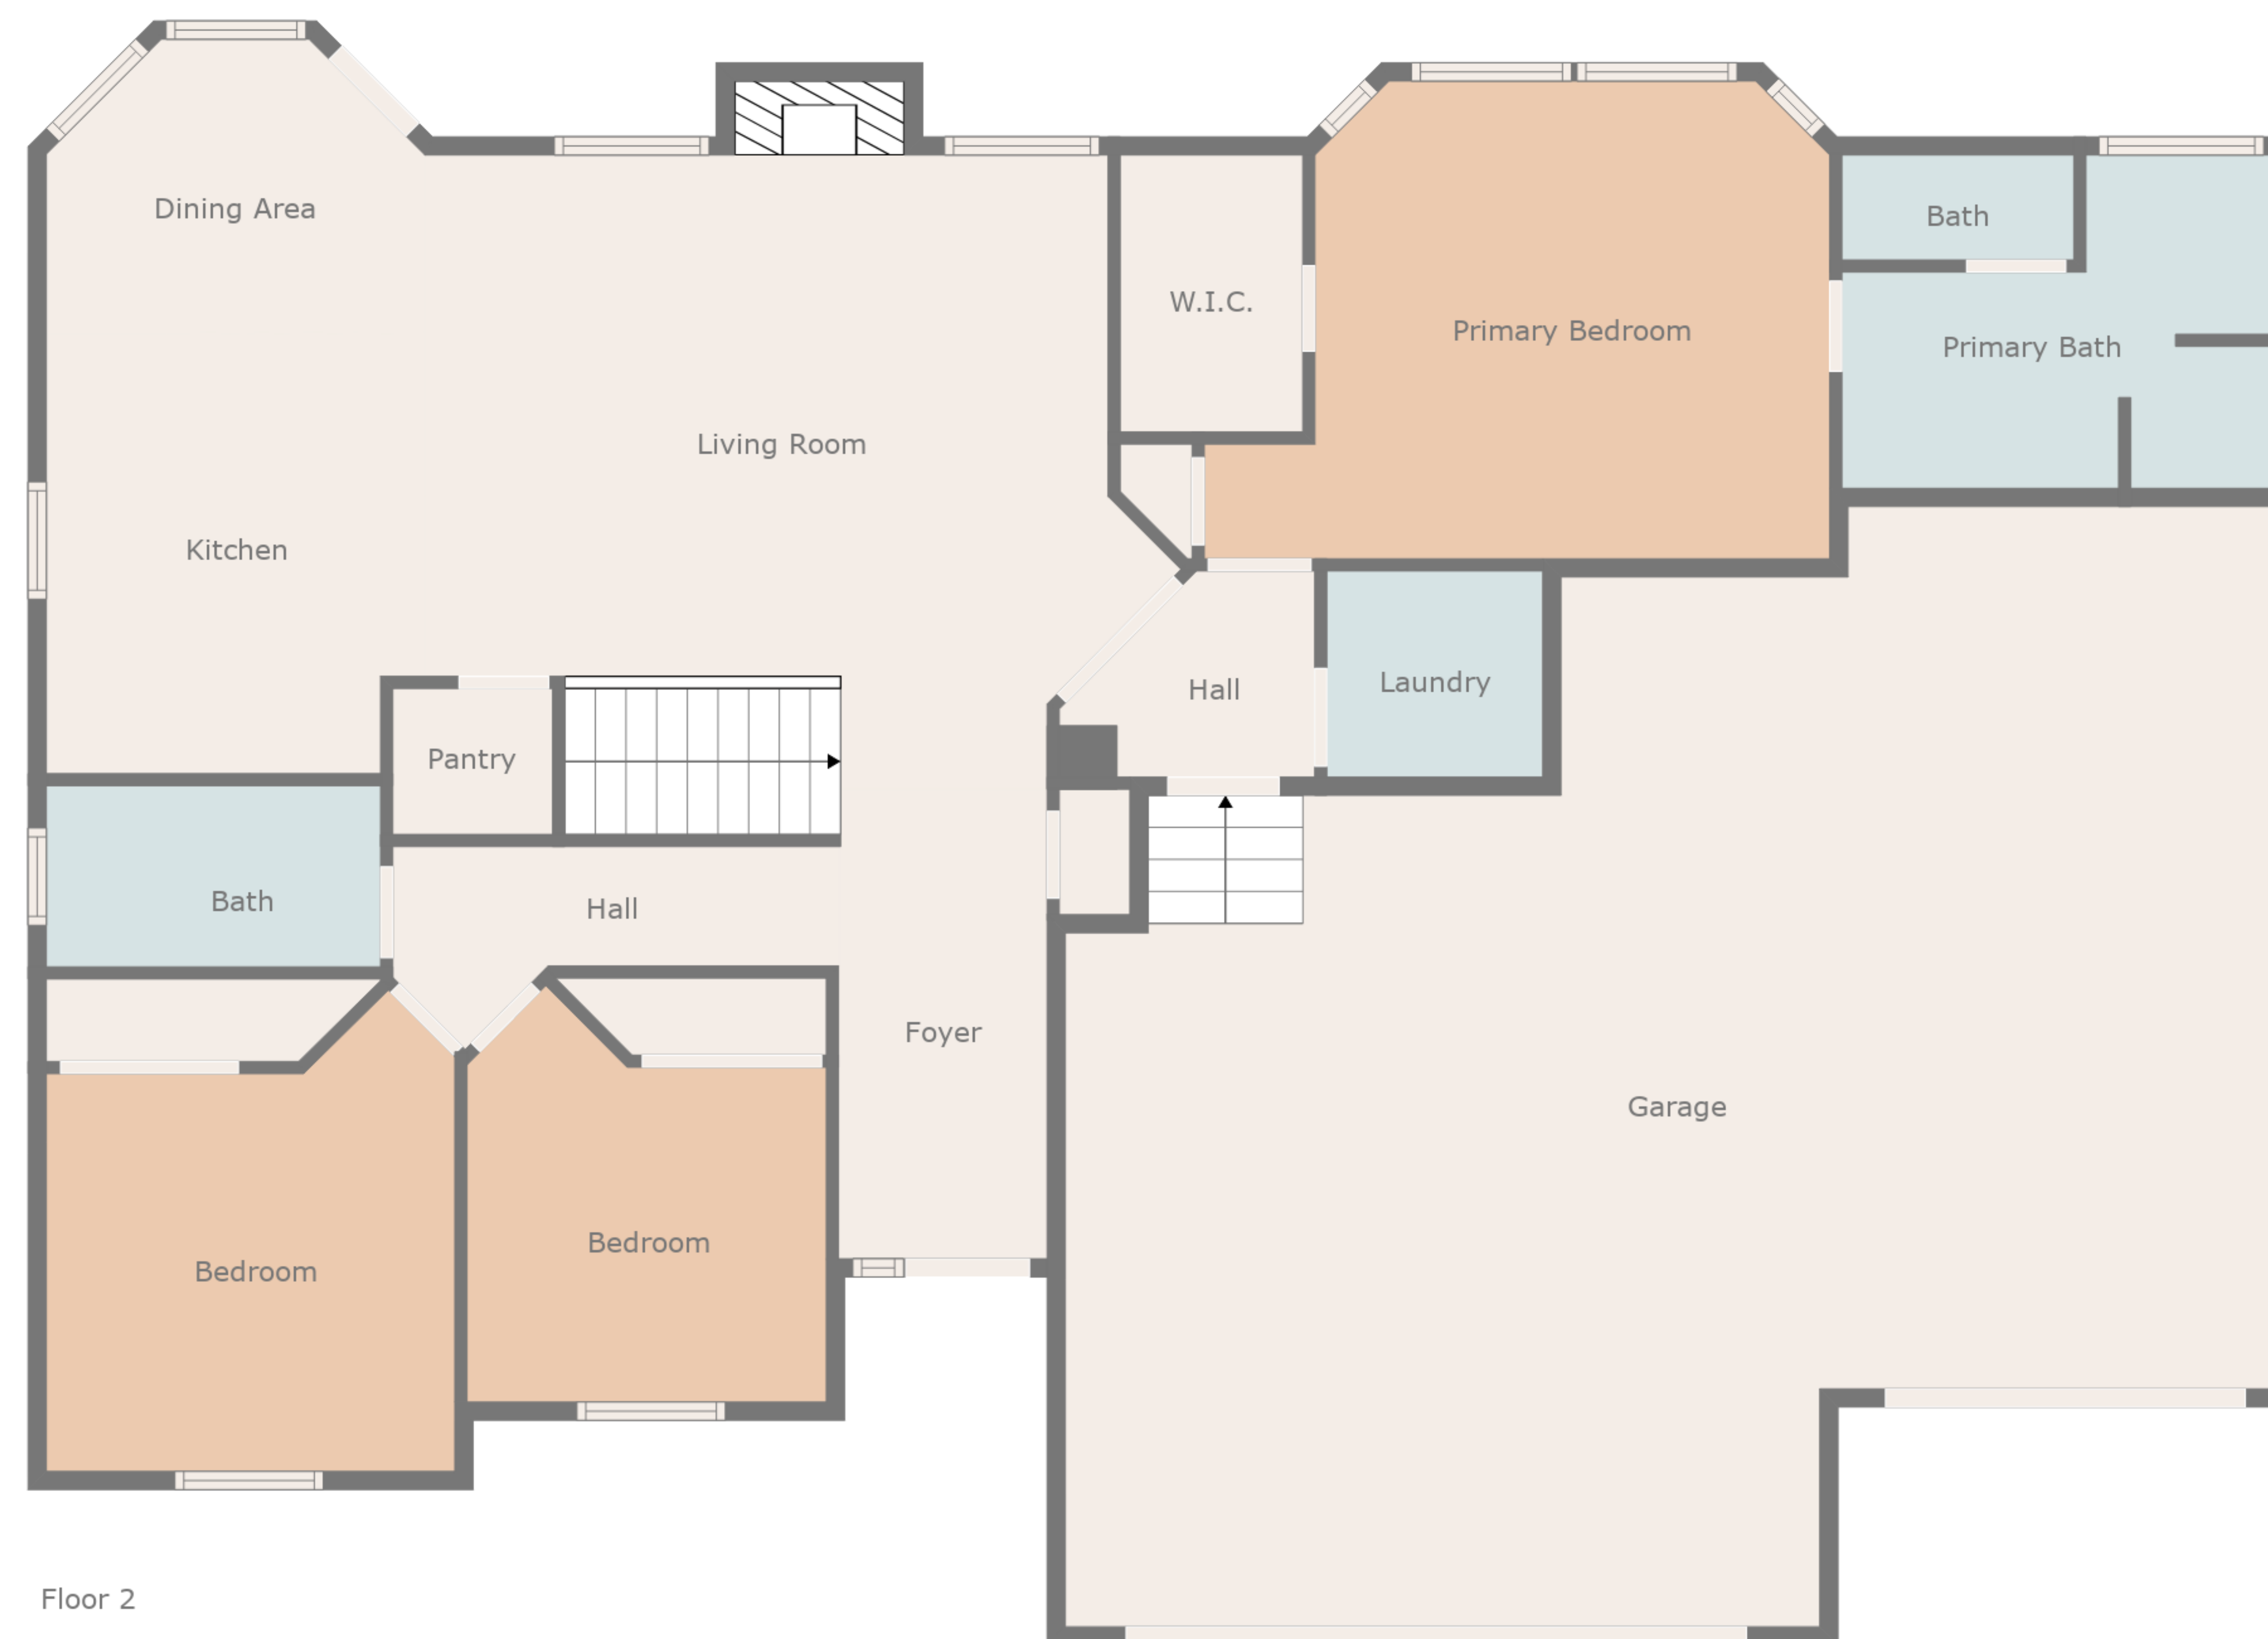 Dining Area
Bath
W.I.C.
Primary Bedroom
Primary Bath
Living Room
Kitchen
Hall
Laundry
Pantry
Bath
Hall
Foyer
Garage
Bedroom
Bedroom
Floor 2